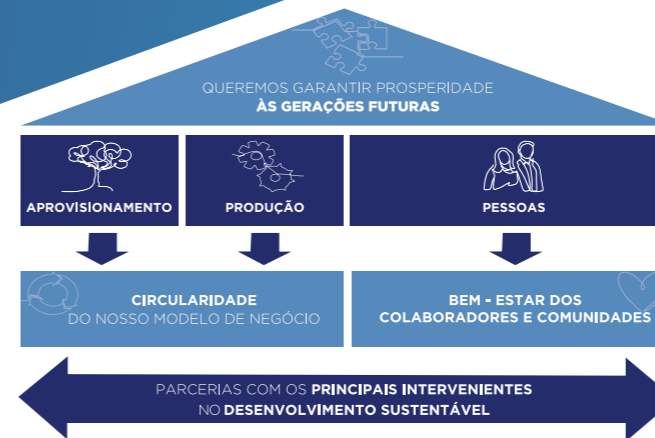 QUEREMOS GARANTIR PROSPERIDADE
ÀS GERAÇÕES FUTURAS
APROVISIONAMENTO
PRODUÇÃO
PESSOAS
CIRCULARIDADE
DO NOSSO MODELO DE NEGÓCIO
BEM - ESTAR DOS
COLABORADORES E COMUNIDADES
PARCERIAS COM OS PRINCIPAIS INTERVENIENTES
NO DESENVOLVIMENTO SUSTENTÁVEL